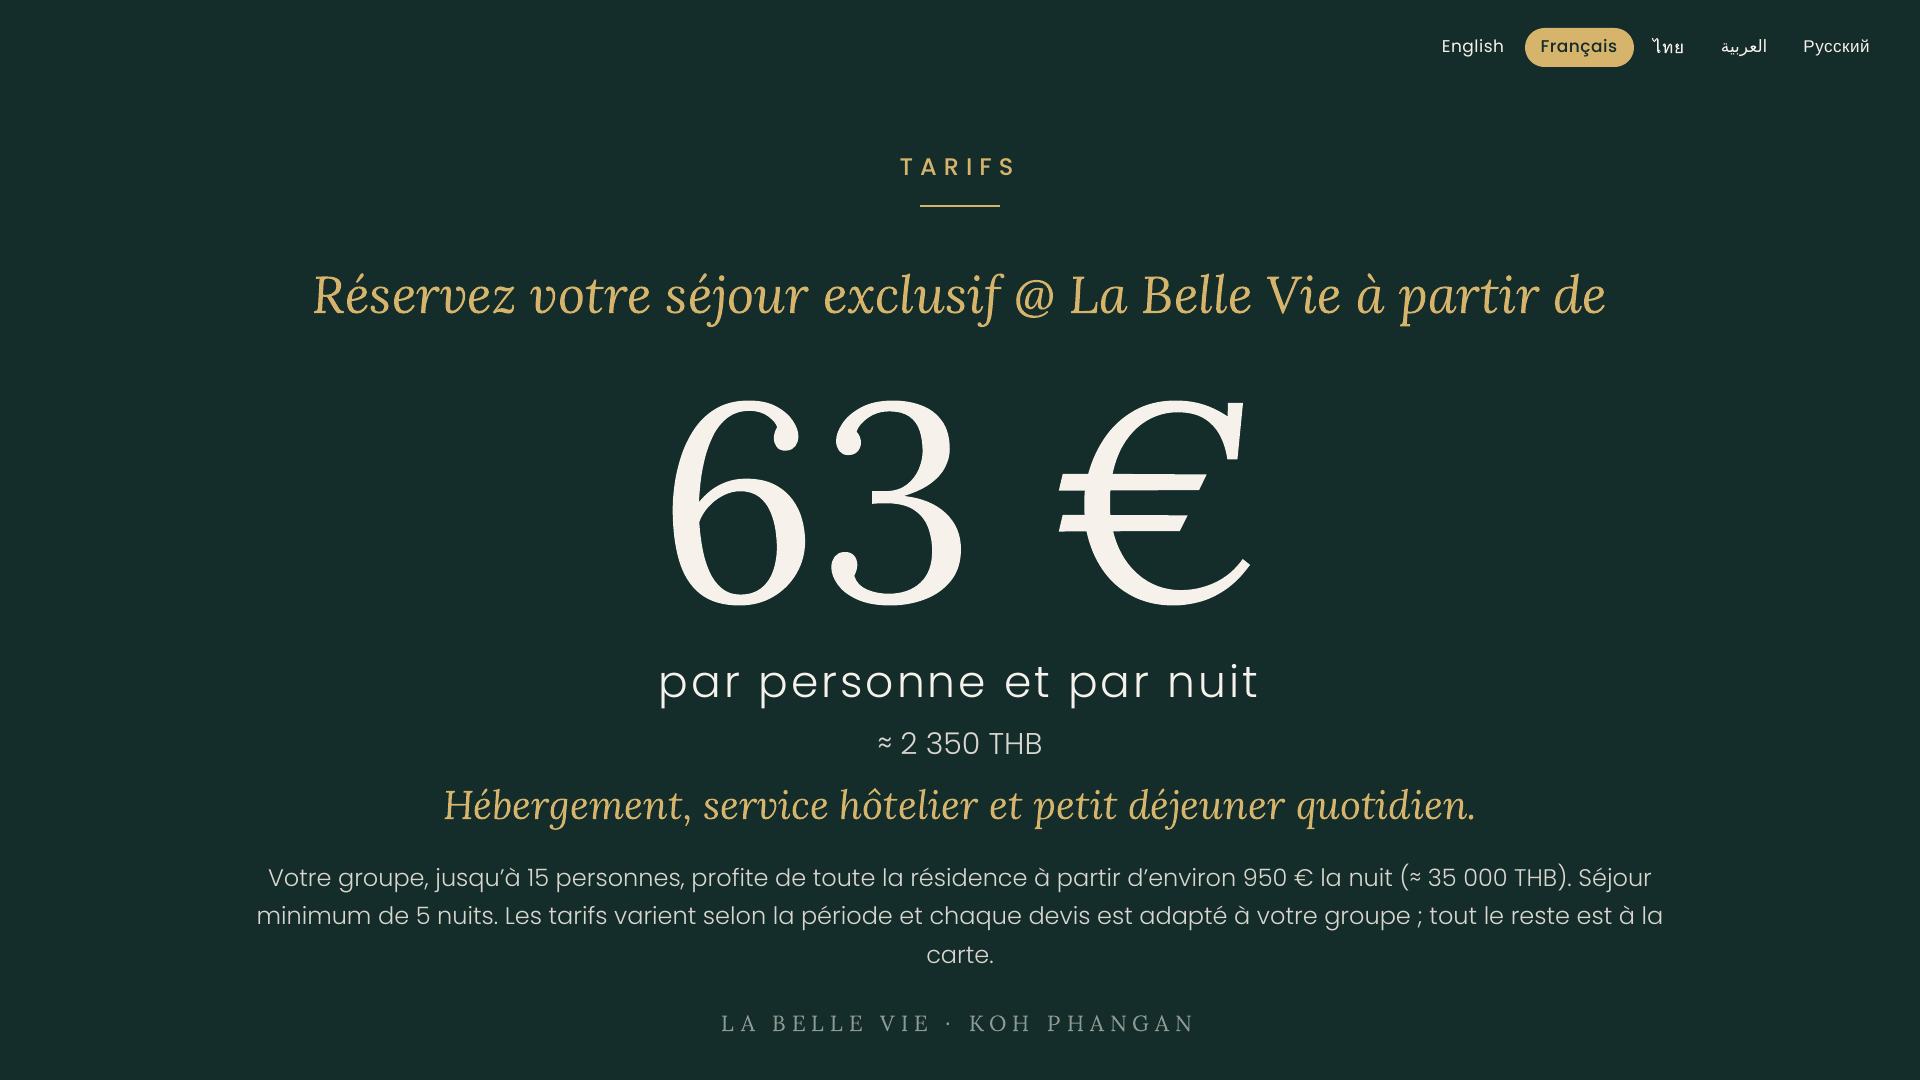 English Français ไทย العربية Русский
TARIFS
Réservez votre séjour exclusif @ La Belle Vie à partir de
63 €
par personne et par nuit
≈ 2 350 THB
Hébergement, service hôtelier et petit déjeuner quotidien.
Votre groupe, jusqu’à 15 personnes, profite de toute la résidence à partir d’environ 950 € la nuit (≈ 35 000 THB). Séjour
minimum de 5 nuits. Les tarifs varient selon la période et chaque devis est adapté à votre groupe ; tout le reste est à la
carte.
LA BELLE VIE · KOH PHANGAN